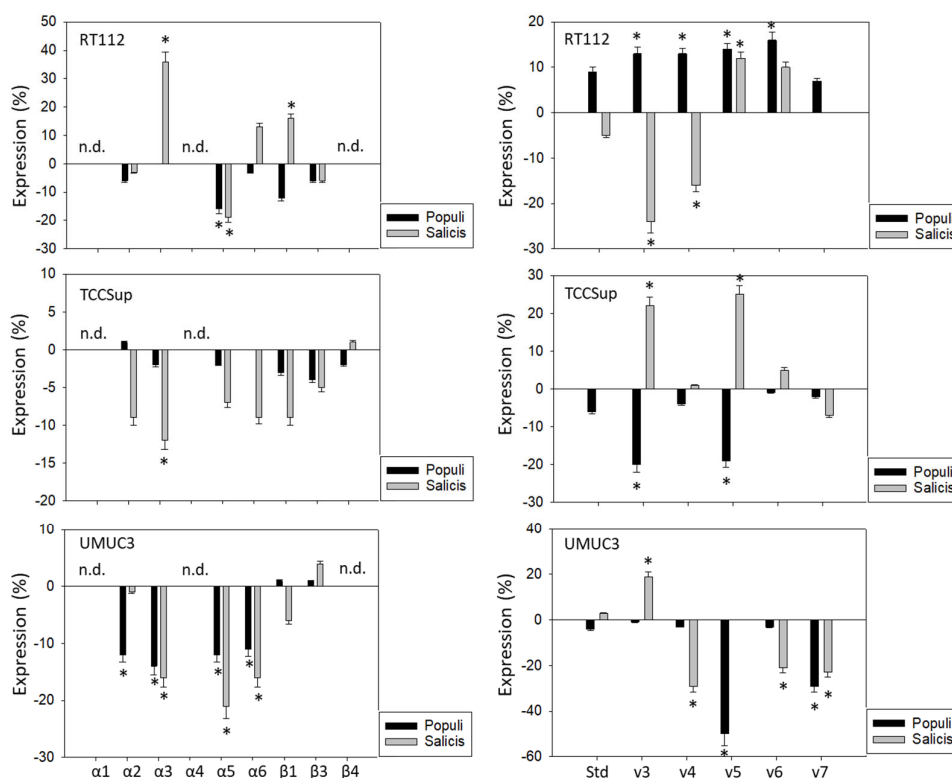 RT112
Expression (%)
50
40
30
20
10
0
-10
-20
-30
n.d.
n.d.
n.d.
*
*
*
*
Populi
Salicis
RT112
Expression (%)
20
10
0
-10
-20
-30
*
*
*
*
*
*
*
Populi
Salicis
TCCSup
Expression (%)
10
5
0
-5
-10
-15
-20
n.d.
n.d.
*
Populi
Salicis
TCCSup
Expression (%)
30
20
10
0
-10
-20
-30
*
*
*
*
Populi
Salicis
UMUC3
Expression (%)
10
0
-10
-20
-30
n.d.
n.d.
n.d.
*
*
*
*
*
*
*
Populi
Salicis
α1 α2 α3 α4 α5 α6 β1 β3 β4
UMUC3
Expression (%)
40
20
0
-20
-40
-60
*
*
*
*
*
*
Populi
Salicis
Std v3 v4 v5 v6 v7